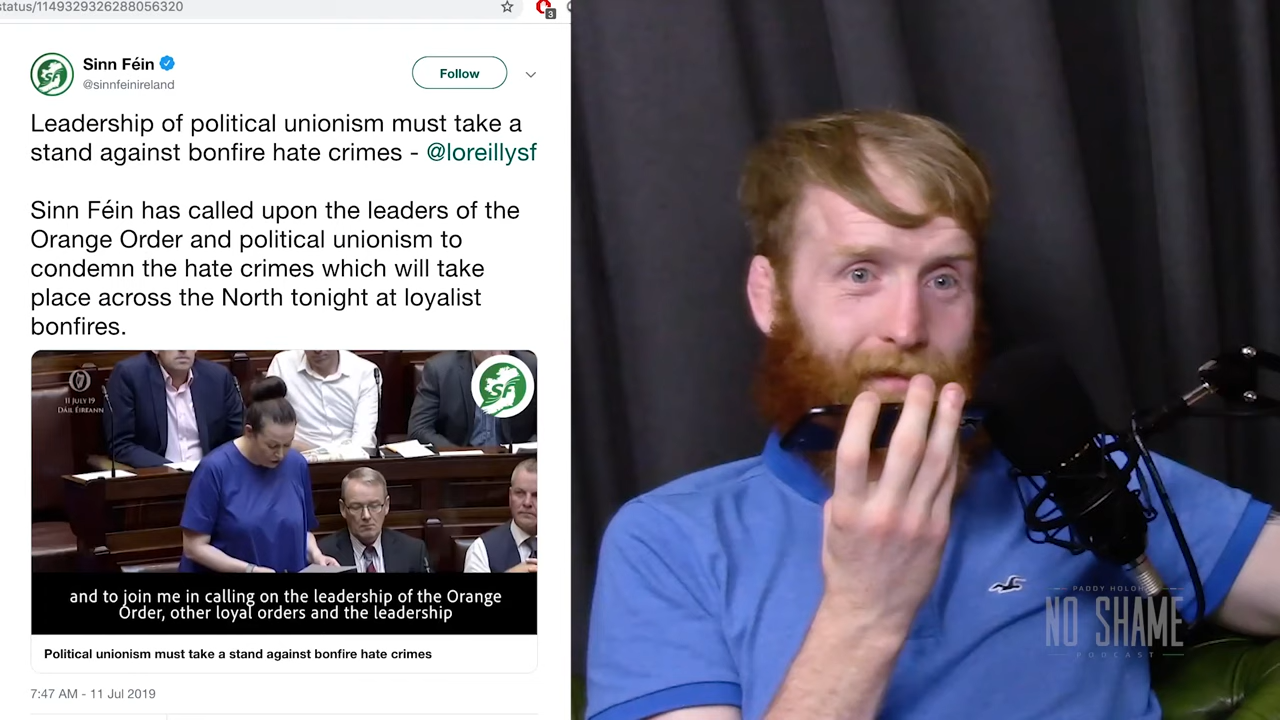 status/1149329326288056320
3
Sinn Féin
@sinnfeinireland
Follow
Leadership of political unionism must take a
stand against bonfire hate crimes - @loreillysf
Sinn Féin has called upon the leaders of the
Orange Order and political unionism to
condemn the hate crimes which will take
place across the North tonight at loyalist
bonfires.
11 JULY 19
DÁIL ÉIREANN
SF
SF
and to join me in calling on the leadership of the Orange
Order, other loyal orders and the leadership
Political unionism must take a stand against bonfire hate crimes
7:47 AM - 11 Jul 2019
NO SHAME
PODCAST